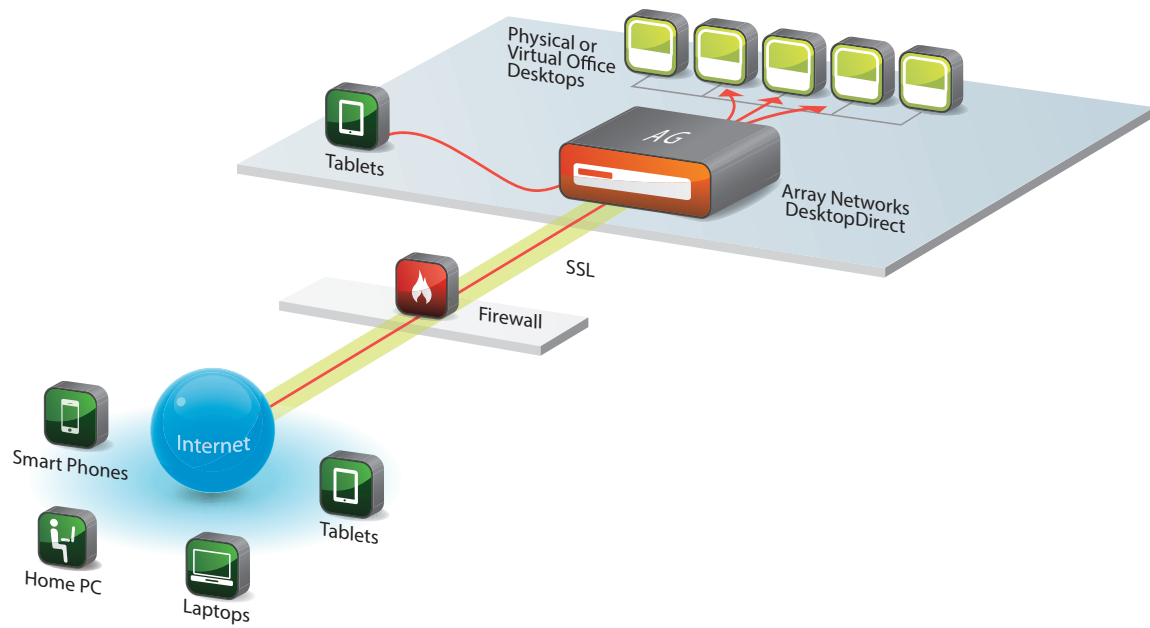 Physical or
Virtual Office
Desktops
AG
Tablets
Array Networks
DesktopDirect
SSL
Firewall
Internet
Smart Phones
Tablets
Home PC
Laptops